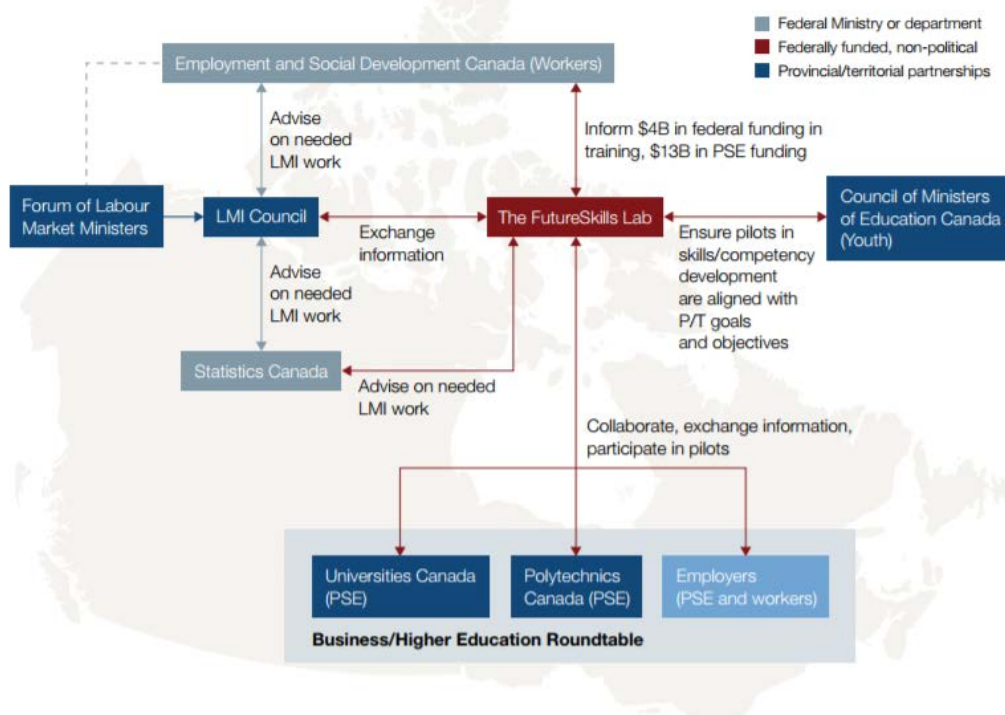 Federal Ministry or department
Federally funded, non-political
Provincial/territorial partnerships
Employment and Social Development Canada (Workers)
Advise
on needed
LMI work
Inform $4B in federal funding in
training, $13B in PSE funding
Forum of Labour
Market Ministers
LMI Council
Exchange
information
The FutureSkills Lab
Ensure pilots in
skills/competency
development
are aligned with
P/T goals
and objectives
Council of Ministers
of Education Canada
(Youth)
Advise
on needed
LMI work
Statistics Canada
Advise on needed
LMI work
Collaborate, exchange information,
participate in pilots
Universities Canada
(PSE)
Polytechnics
Canada (PSE)
Employers
(PSE and workers)
Business/Higher Education Roundtable